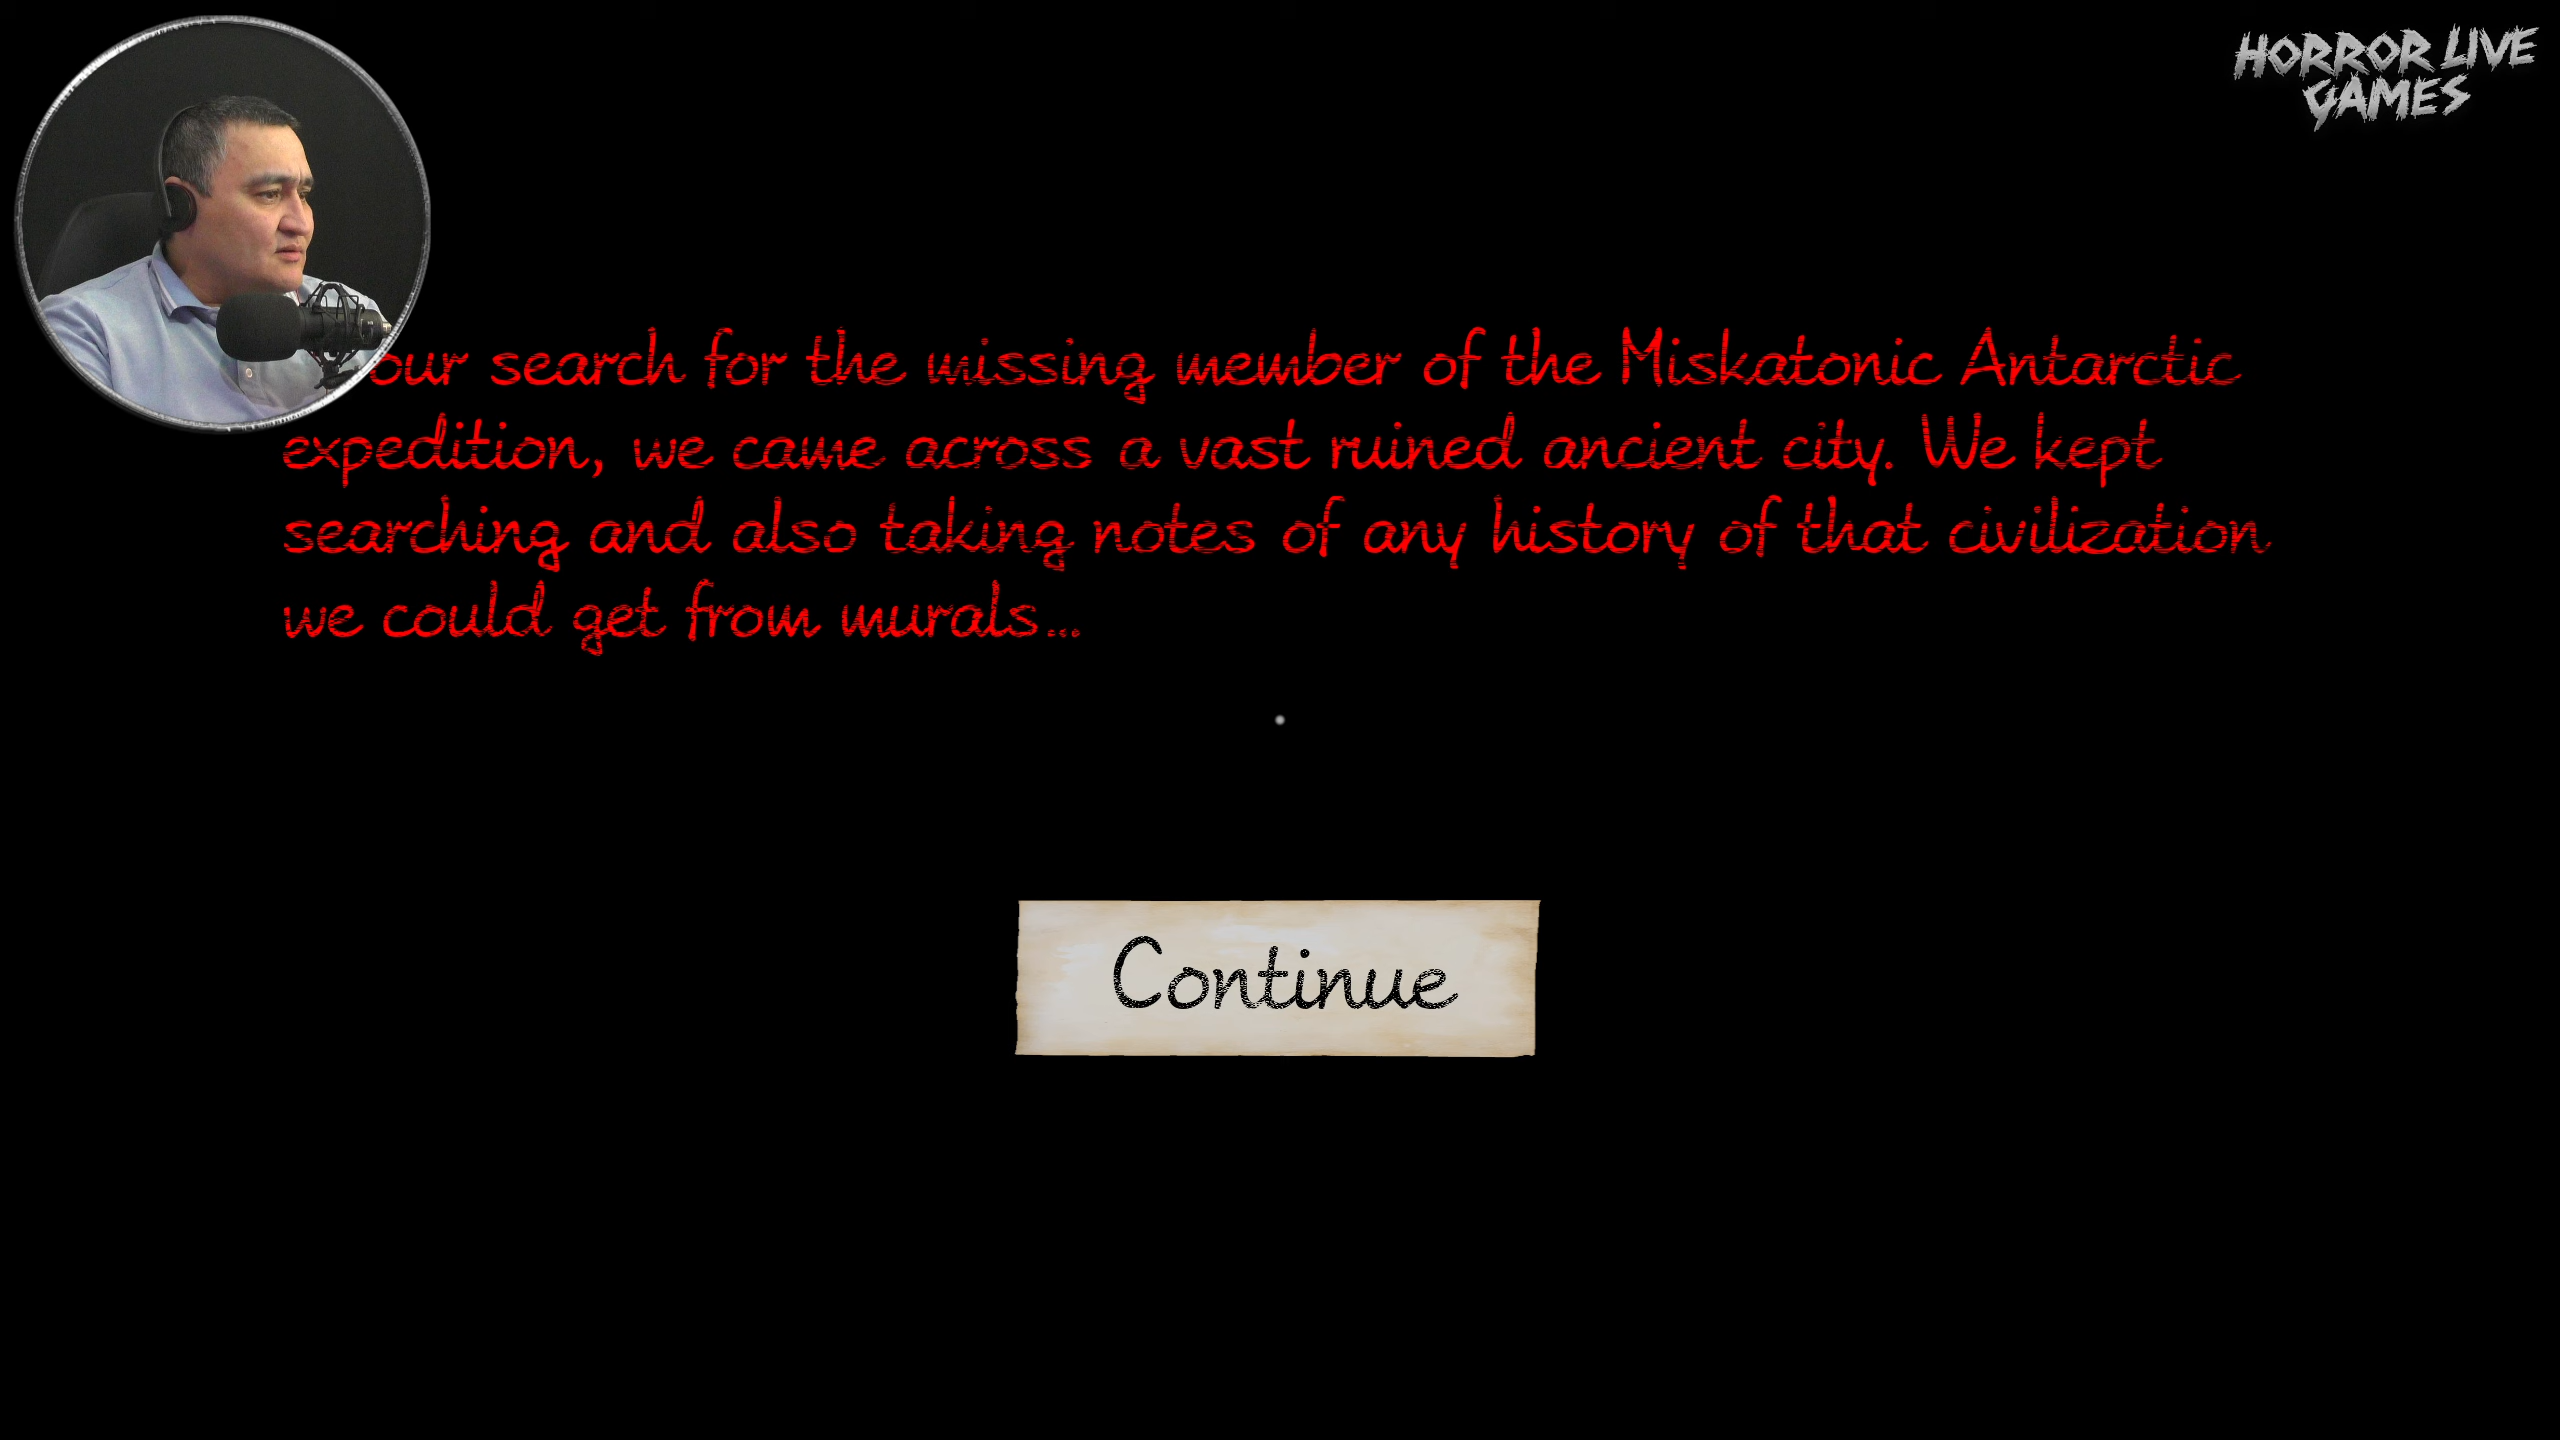 HORROR LIVE
GAMES
our search for the missing member of the Miskatonic Antarctic
expedition, we came across a vast ruined ancient city. We kept
searching and also taking notes of any history of that civilization
we could get from murals...
Continue